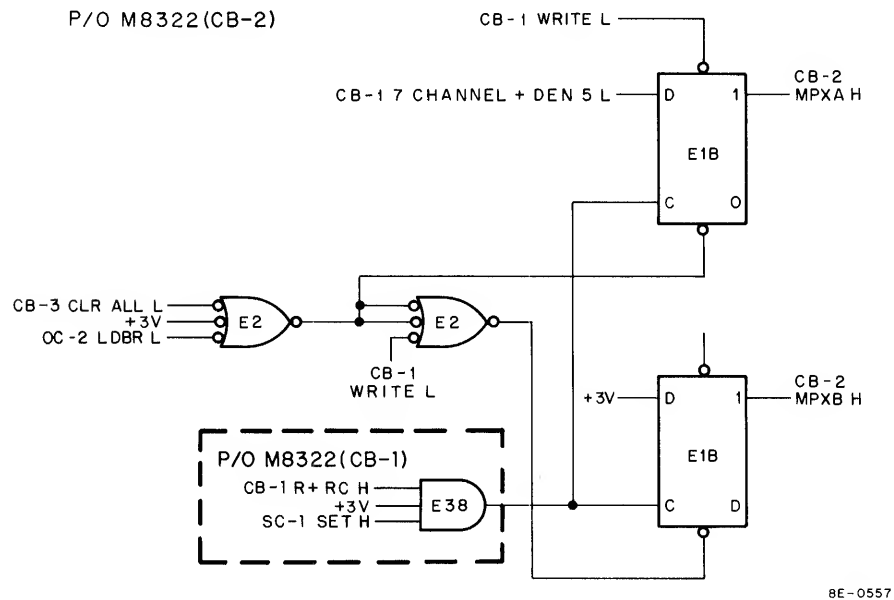 P/O M8322(CB-2)
CB-1 WRITE L
CB-1 7 CHANNEL + DEN 5 L
D
1
CB-2
MPXA H
E1B
C
O
CB-3 CLR ALL L
+3V
OC-2 LDBR L
E2
E2
CB-1
WRITE L
+3V
D
1
CB-2
MPXB H
E1B
C
D
P/O M8322(CB-1)
CB-1 R+ RC H
+3V
SC-1 SET H
E38
8E-0557